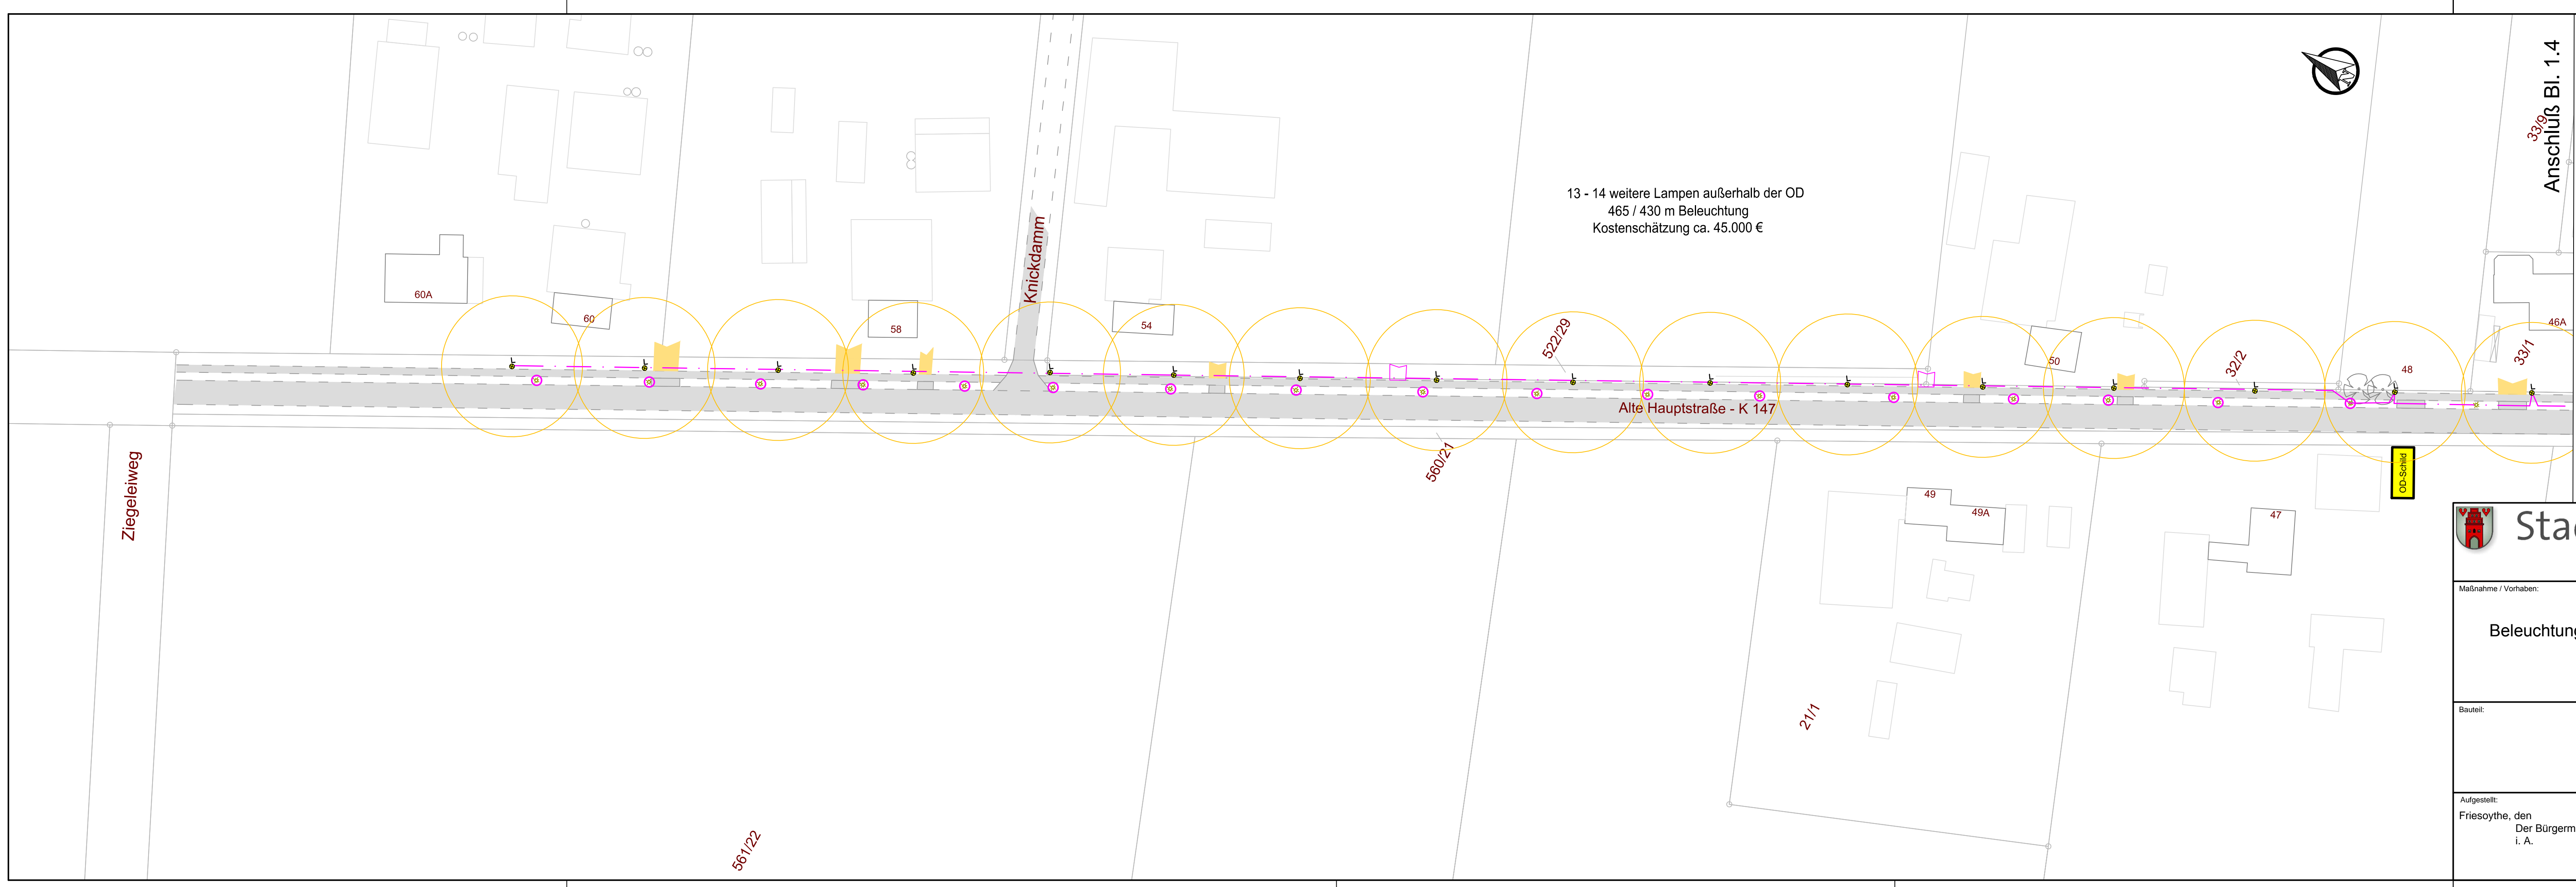 Anschluß Bl. 1.4
33/9
13 - 14 weitere Lampen außerhalb der OD
465 / 430 m Beleuchtung
Kostenschätzung ca. 45.000 €
Knickdamm
60A
60
58
54
522/29
50
32/2
48
33/1
46A
Alte Hauptstraße - K 147
560/21
OD-Schild
Ziegeleiweg
49
49A
47
21/1
561/22
Sta
Maßnahme / Vorhaben:
Beleuchtung
Bauteil:
Aufgestellt:
Friesoythe, den
Der Bürgerm
i. A.